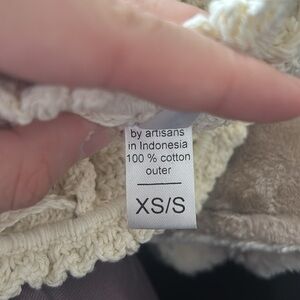 by artisans
in Indonesia
100 % cotton
outer
XS/S